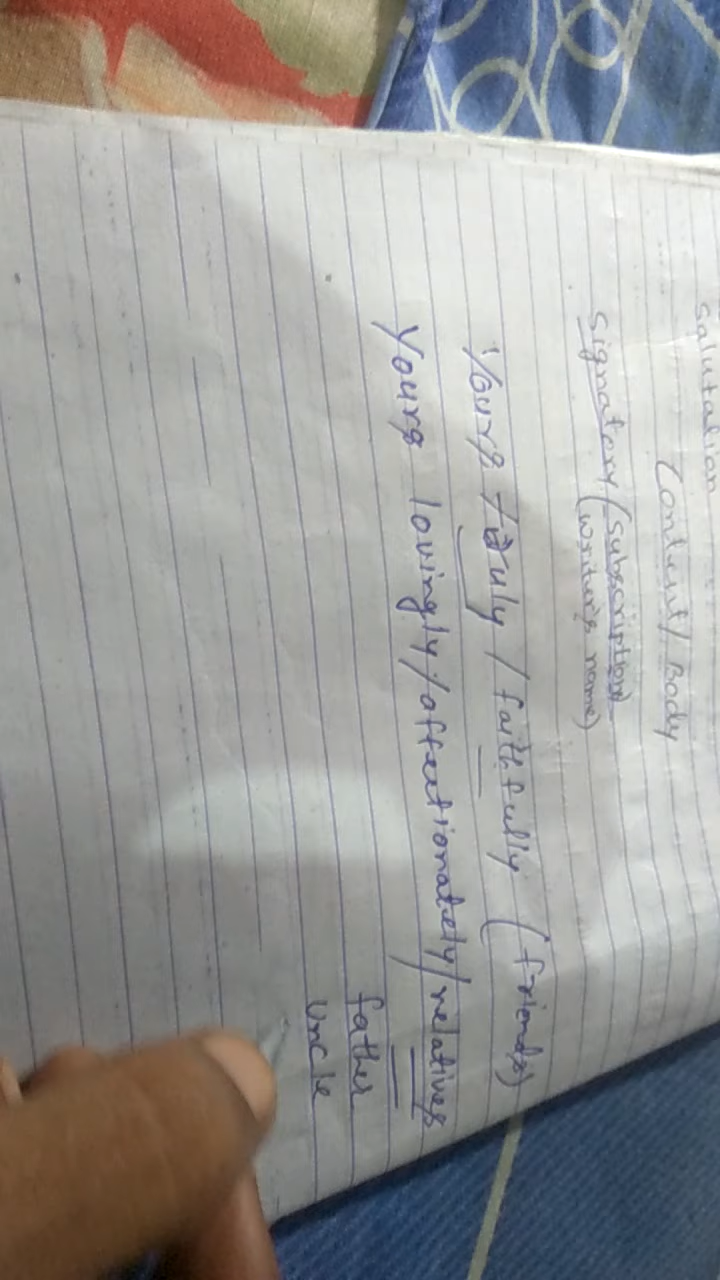 Salutation
Content/Body
Signatory (Subscription)
(writer's name)
Yours truly / faithfully (friends)
Yours lovingly/affectionately/relatives
father
Uncle